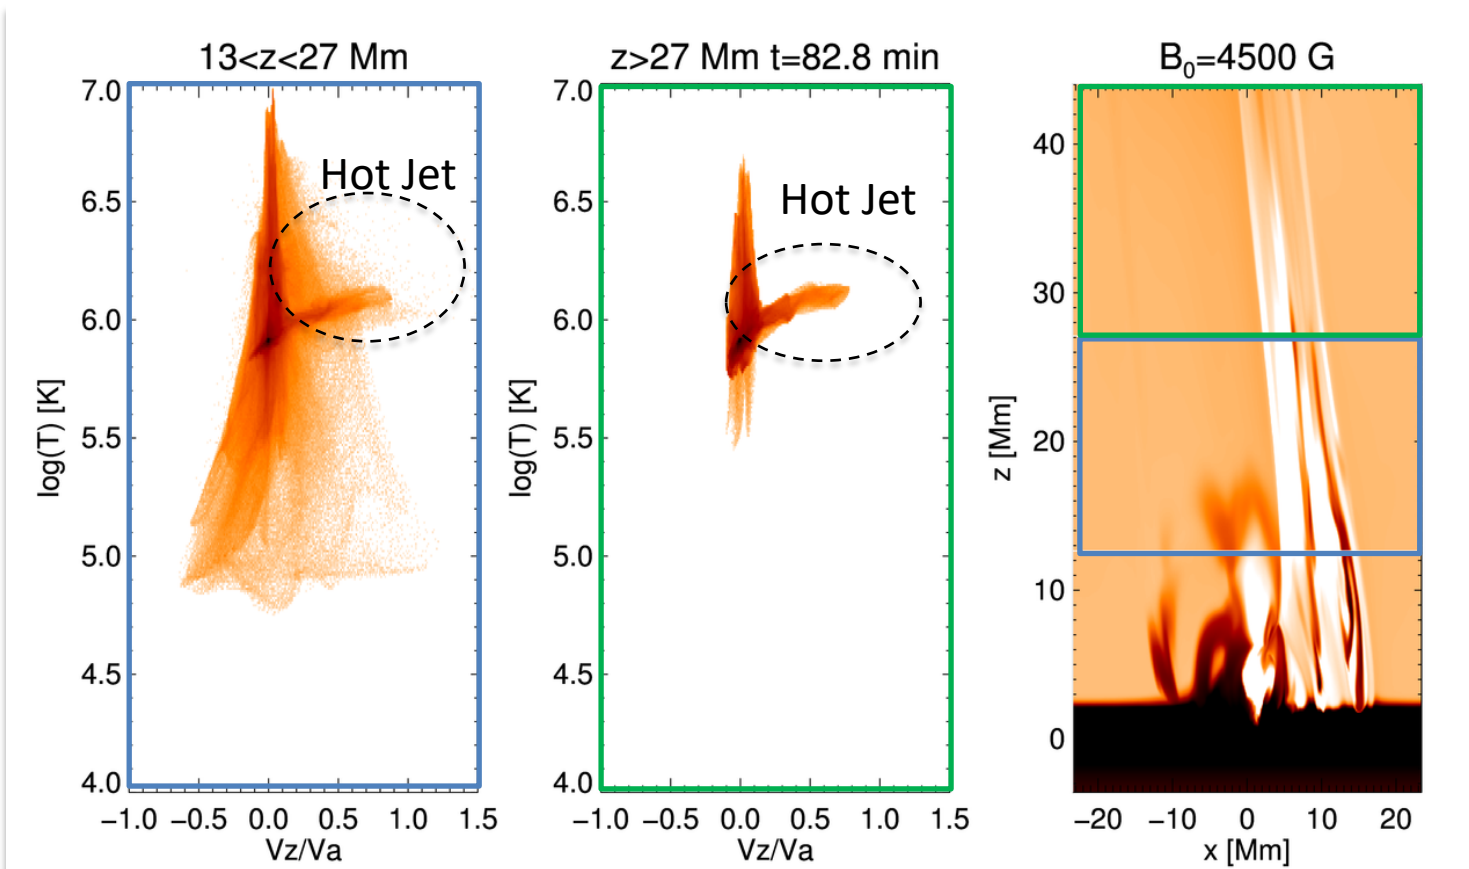 13<z<27 Mm
z>27 Mm t=82.8 min
B0=4500 G
7.0
6.5
6.0
5.5
5.0
4.5
4.0
log(T) [K]
Hot Jet
−1.0 −0.5 0.0 0.5 1.0 1.5
Vz/Va
7.0
6.5
6.0
5.5
5.0
4.5
4.0
log(T) [K]
Hot Jet
−1.0 −0.5 0.0 0.5 1.0 1.5
Vz/Va
40
30
20
10
0
z [Mm]
−20 −10 0 10 20
x [Mm]